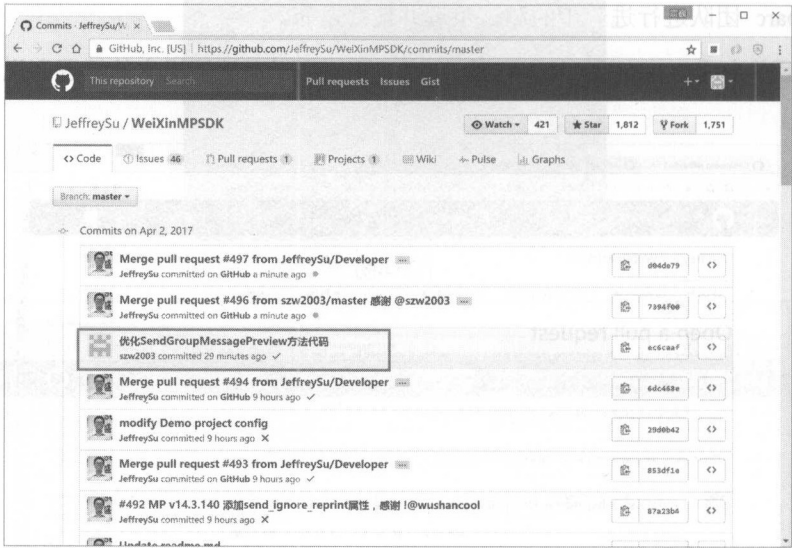 Commits · JeffreySu/W
GitHub, Inc. [US] https://github.com/JeffreySu/WeiXinMPSDK/commits/master
This repository Search Pull requests Issues Gist
JeffreySu / WeiXinMPSDK
Watch 421 Star 1,812 Fork 1,751
Code Issues 46 Pull requests 1 Projects 1 Wiki Pulse Graphs
Branch: master
Commits on Apr 2, 2017
Merge pull request #497 from JeffreySu/Developer
JeffreySu committed on GitHub a minute ago
d04de79
Merge pull request #496 from szw2003/master 感谢 @szw2003
JeffreySu committed on GitHub a minute ago
7394f00
优化SendGroupMessagePreview方法代码
szw2003 committed 29 minutes ago
ec6caaf
Merge pull request #494 from JeffreySu/Developer
JeffreySu committed on GitHub 9 hours ago
6dc468e
modify Demo project config
JeffreySu committed 9 hours ago
29d0b42
Merge pull request #493 from JeffreySu/Developer
JeffreySu committed on GitHub 9 hours ago
853df1e
#492 MP v14.3.140 添加send_ignore_reprint属性，感谢 !@wushancool
JeffreySu committed 9 hours ago
87a23b4
Update readme.md